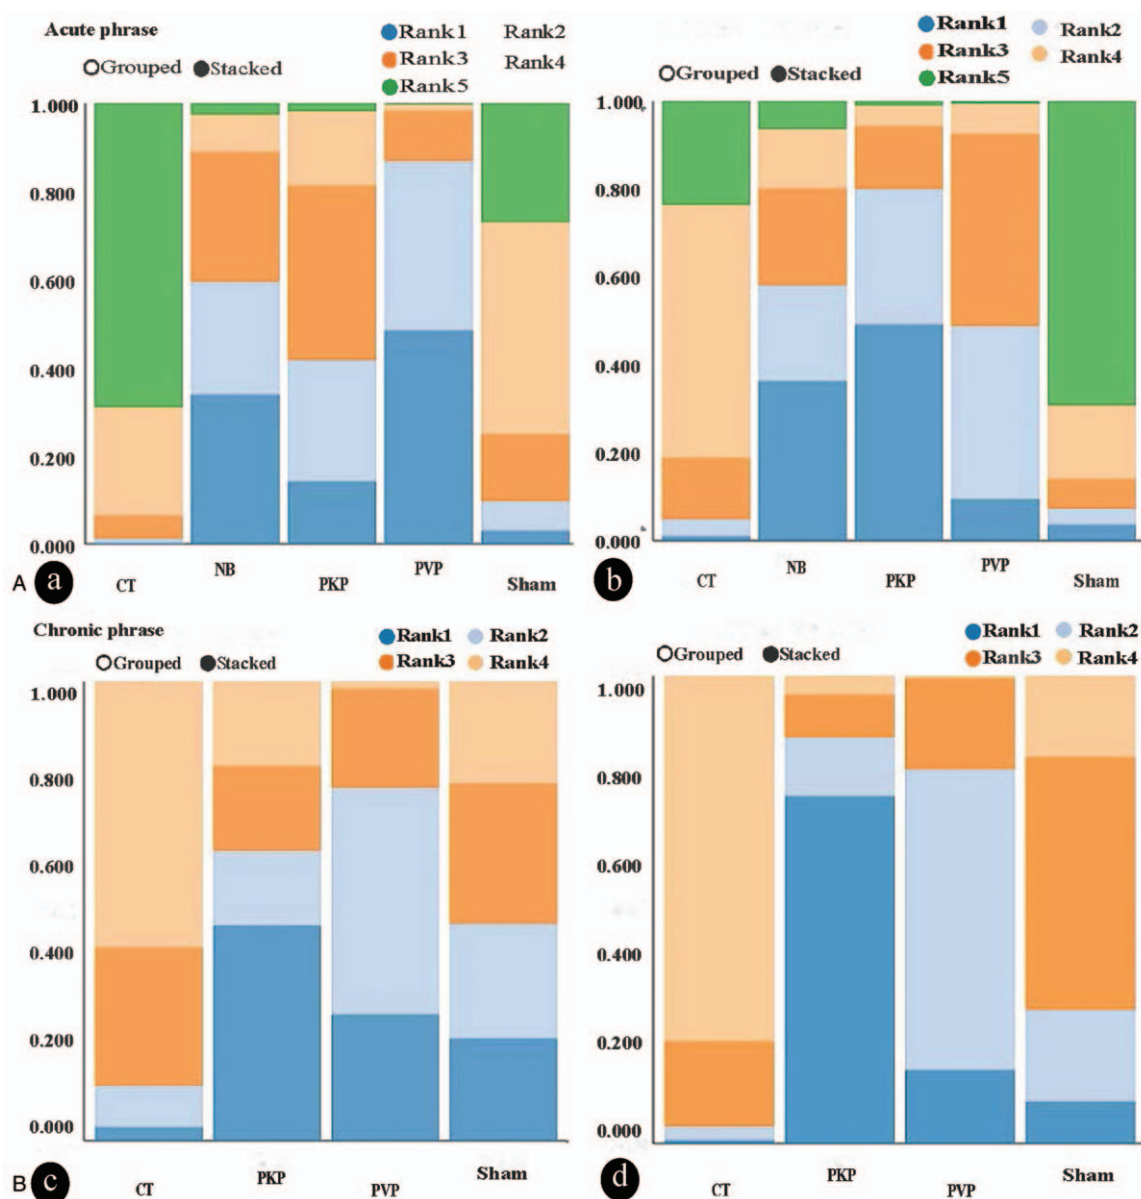 Acute phrase
Rank1 Rank2
Rank3 Rank4
Rank5
Grouped Stacked
1.000
0.800
0.600
0.400
0.200
0.000
CT NB PKP PVP Sham
A a
Rank1 Rank2
Rank3 Rank4
Rank5
Grouped Stacked
1.000
0.800
0.600
0.400
0.200
0.000
CT NB PKP PVP Sham
b
Chronic phrase
Rank1 Rank2
Rank3 Rank4
Grouped Stacked
1.000
0.800
0.600
0.400
0.200
0.000
CT PKP PVP Sham
B c
Rank1 Rank2
Rank3 Rank4
Grouped Stacked
1.000
0.800
0.600
0.400
0.200
0.000
CT PKP PVP Sham
d